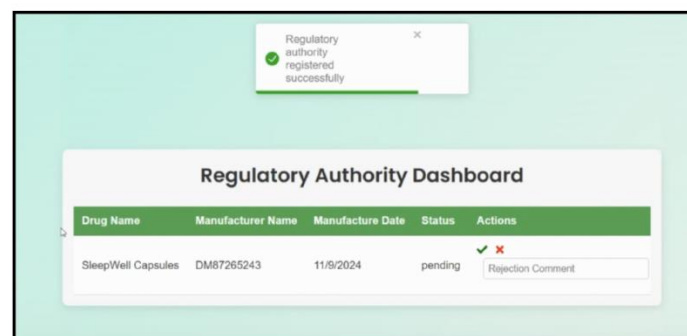 Regulatory
authority
registered
successfully
Regulatory Authority Dashboard
Drug Name Manufacturer Name Manufacture Date Status Actions
SleepWell Capsules DM87265243 11/9/2024 pending
Rejection Comment